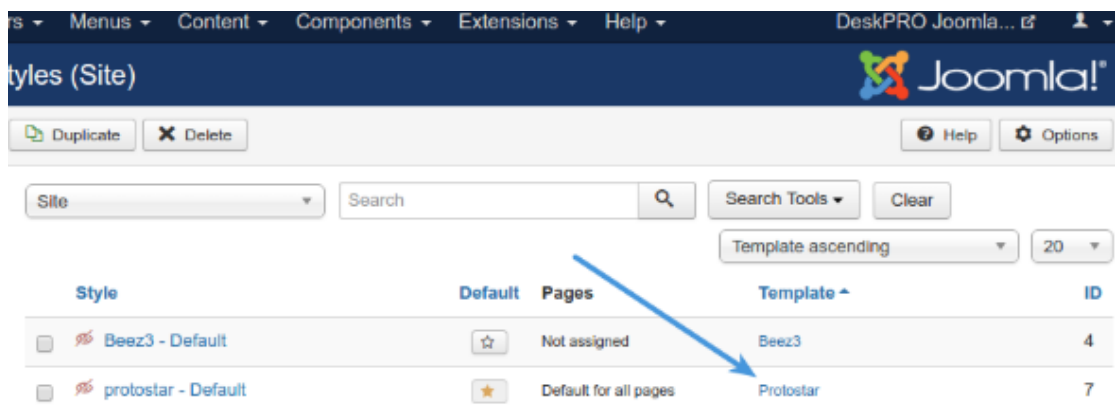 rs Menus Content Components Extensions Help DeskPRO Joomla...
tyles (Site) Joomla!®
Duplicate Delete Help Options
Site Search Search Tools Clear
Template ascending 20
Style Default Pages Template ID
Beez3 - Default Not assigned Beez3 4
protostar - Default Default for all pages Protostar 7